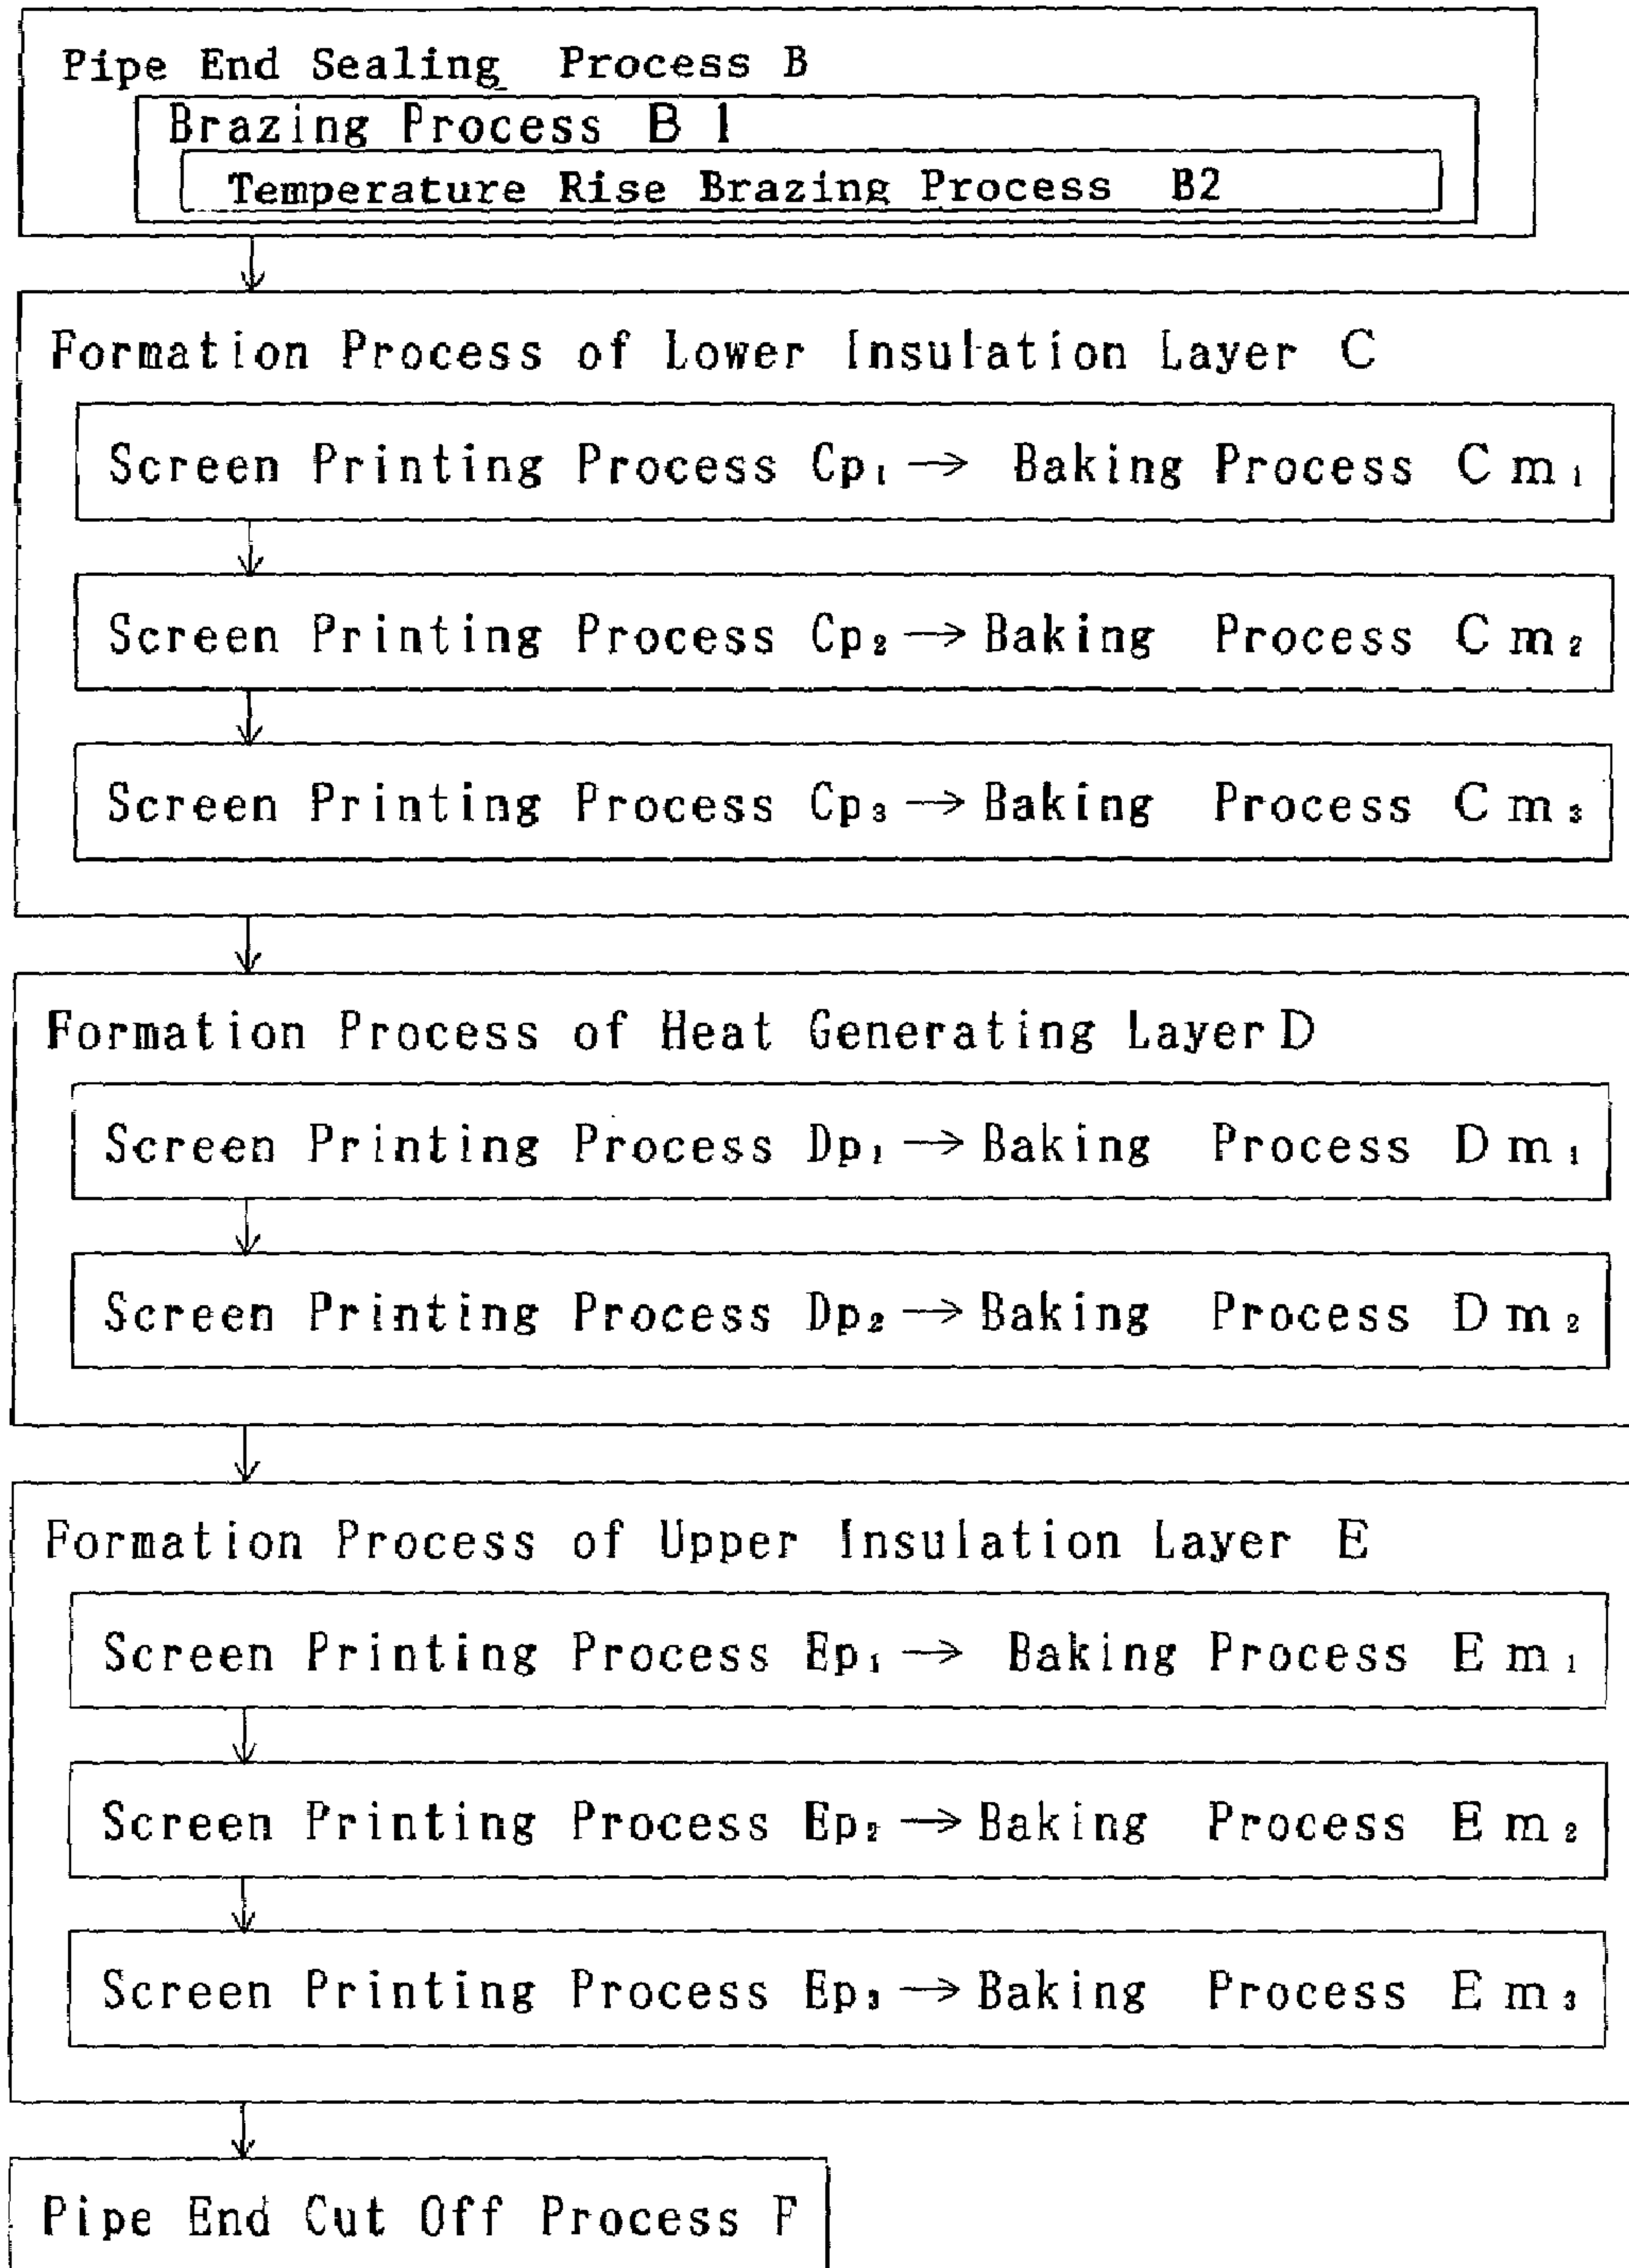 Pipe End Sealing Process B
Brazing Process B1
Temperature Rise Brazing Process B2
Formation Process of Lower Insulation Layer C
Screen Printing Process Cp₁ → Baking Process Cm₁
Screen Printing Process Cp₂ → Baking Process Cm₂
Screen Printing Process Cp₃ → Baking Process Cm₃
Formation Process of Heat Generating Layer D
Screen Printing Process Dp₁ → Baking Process Dm₁
Screen Printing Process Dp₂ → Baking Process Dm₂
Formation Process of Upper Insulation Layer E
Screen Printing Process Ep₁ → Baking Process Em₁
Screen Printing Process Ep₂ → Baking Process Em₂
Screen Printing Process Ep₃ → Baking Process Em₃
Pipe End Cut Off Process F